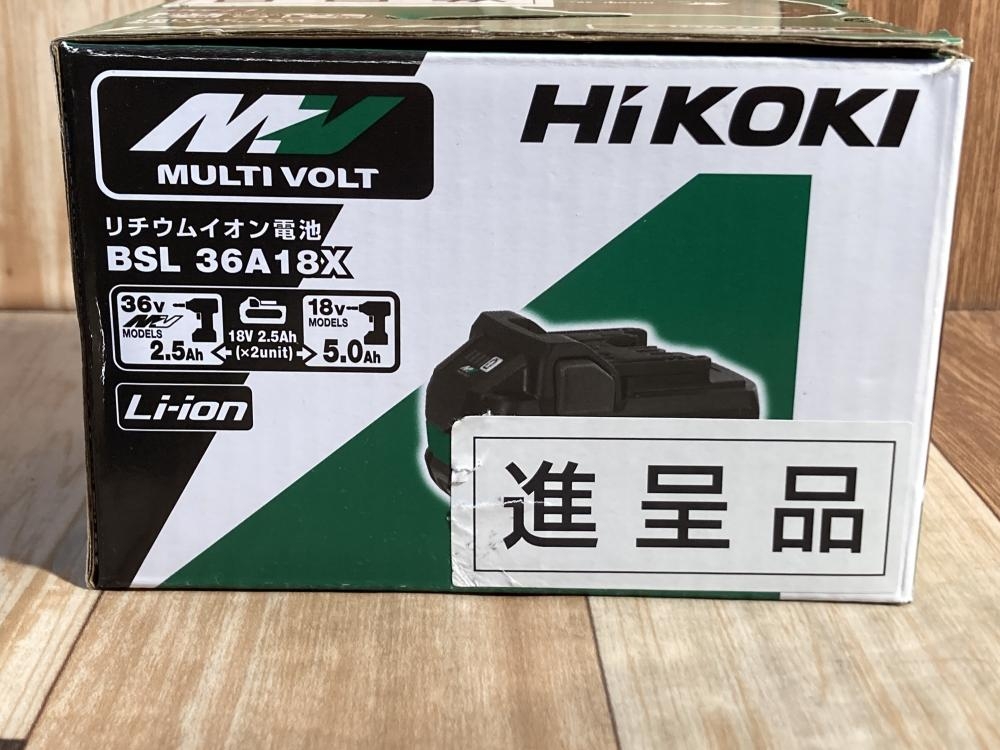 MV
MULTI VOLT
HiKOKI
リチウムイオン電池
BSL 36A18X
36V
MV
MODELS
2.5Ah
18V 2.5Ah
(×2unit)
18V
MODELS
5.0Ah
Li-ion
進呈品